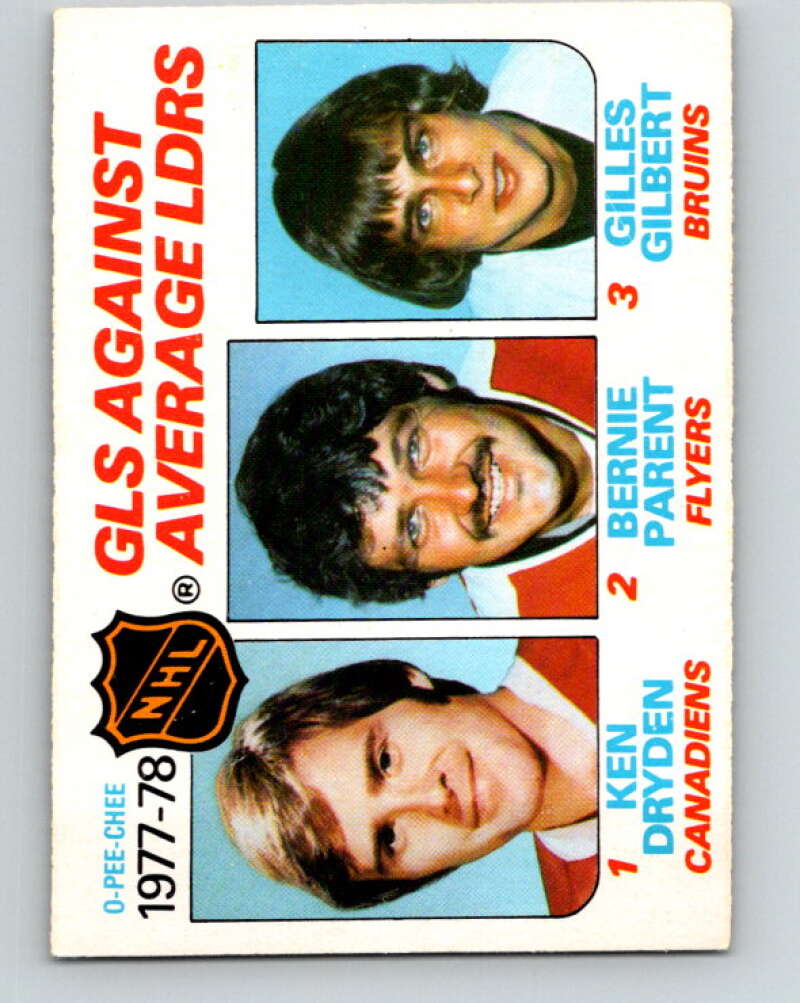 O-PEE-CHEE
1977-78
NHL
®
GLS AGAINST
AVERAGE LDRS
1
KEN
DRYDEN
CANADIENS
2
BERNIE
PARENT
FLYERS
3
GILLES
GILBERT
BRUINS